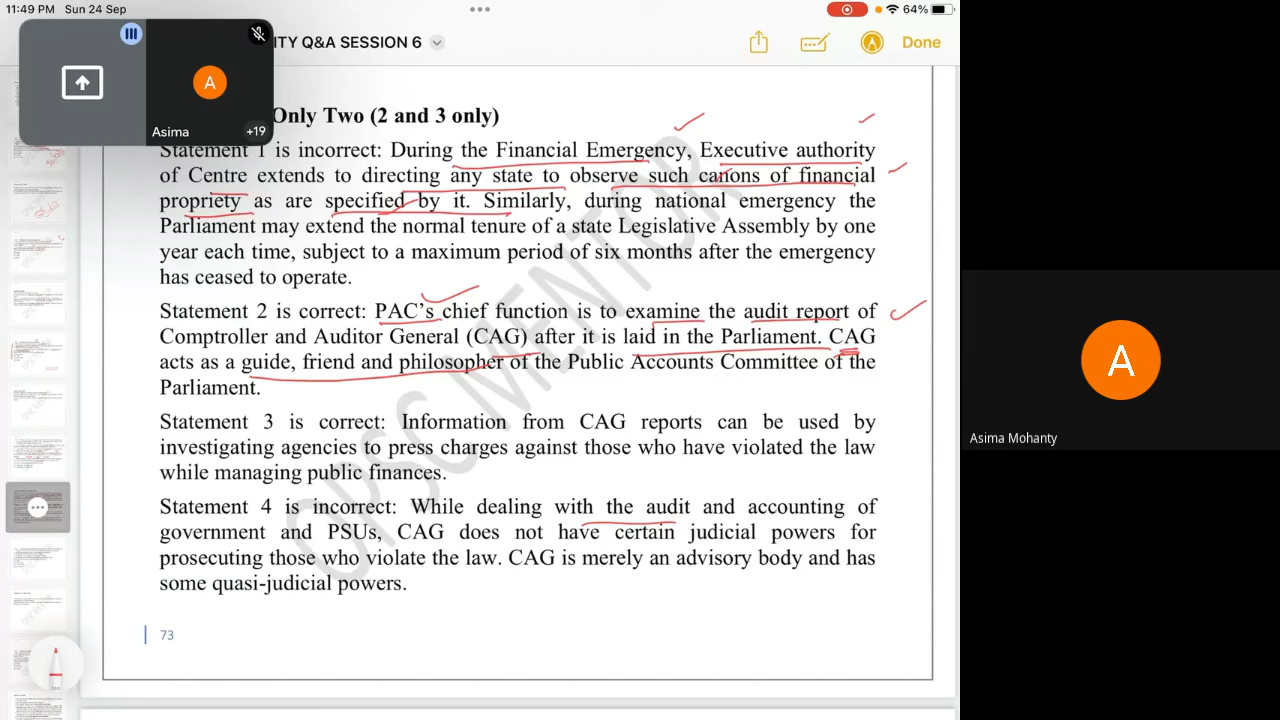 11:49 PM Sun 24 Sep
64%
ITY Q&A SESSION 6
Done
A
Asima
+19
Only Two (2 and 3 only)
Statement 1 is incorrect: During the Financial Emergency, Executive authority
of Centre extends to directing any state to observe such canons of financial
propriety as are specified by it. Similarly, during national emergency the
Parliament may extend the normal tenure of a state Legislative Assembly by one
year each time, subject to a maximum period of six months after the emergency
has ceased to operate.
Statement 2 is correct: PAC's chief function is to examine the audit report of
Comptroller and Auditor General (CAG) after it is laid in the Parliament. CAG
acts as a guide, friend and philosopher of the Public Accounts Committee of the
Parliament.
Statement 3 is correct: Information from CAG reports can be used by
investigating agencies to press charges against those who have violated the law
while managing public finances.
Statement 4 is incorrect: While dealing with the audit and accounting of
government and PSUs, CAG does not have certain judicial powers for
prosecuting those who violate the law. CAG is merely an advisory body and has
some quasi-judicial powers.
73
OPSC MENTOR
A
Asima Mohanty